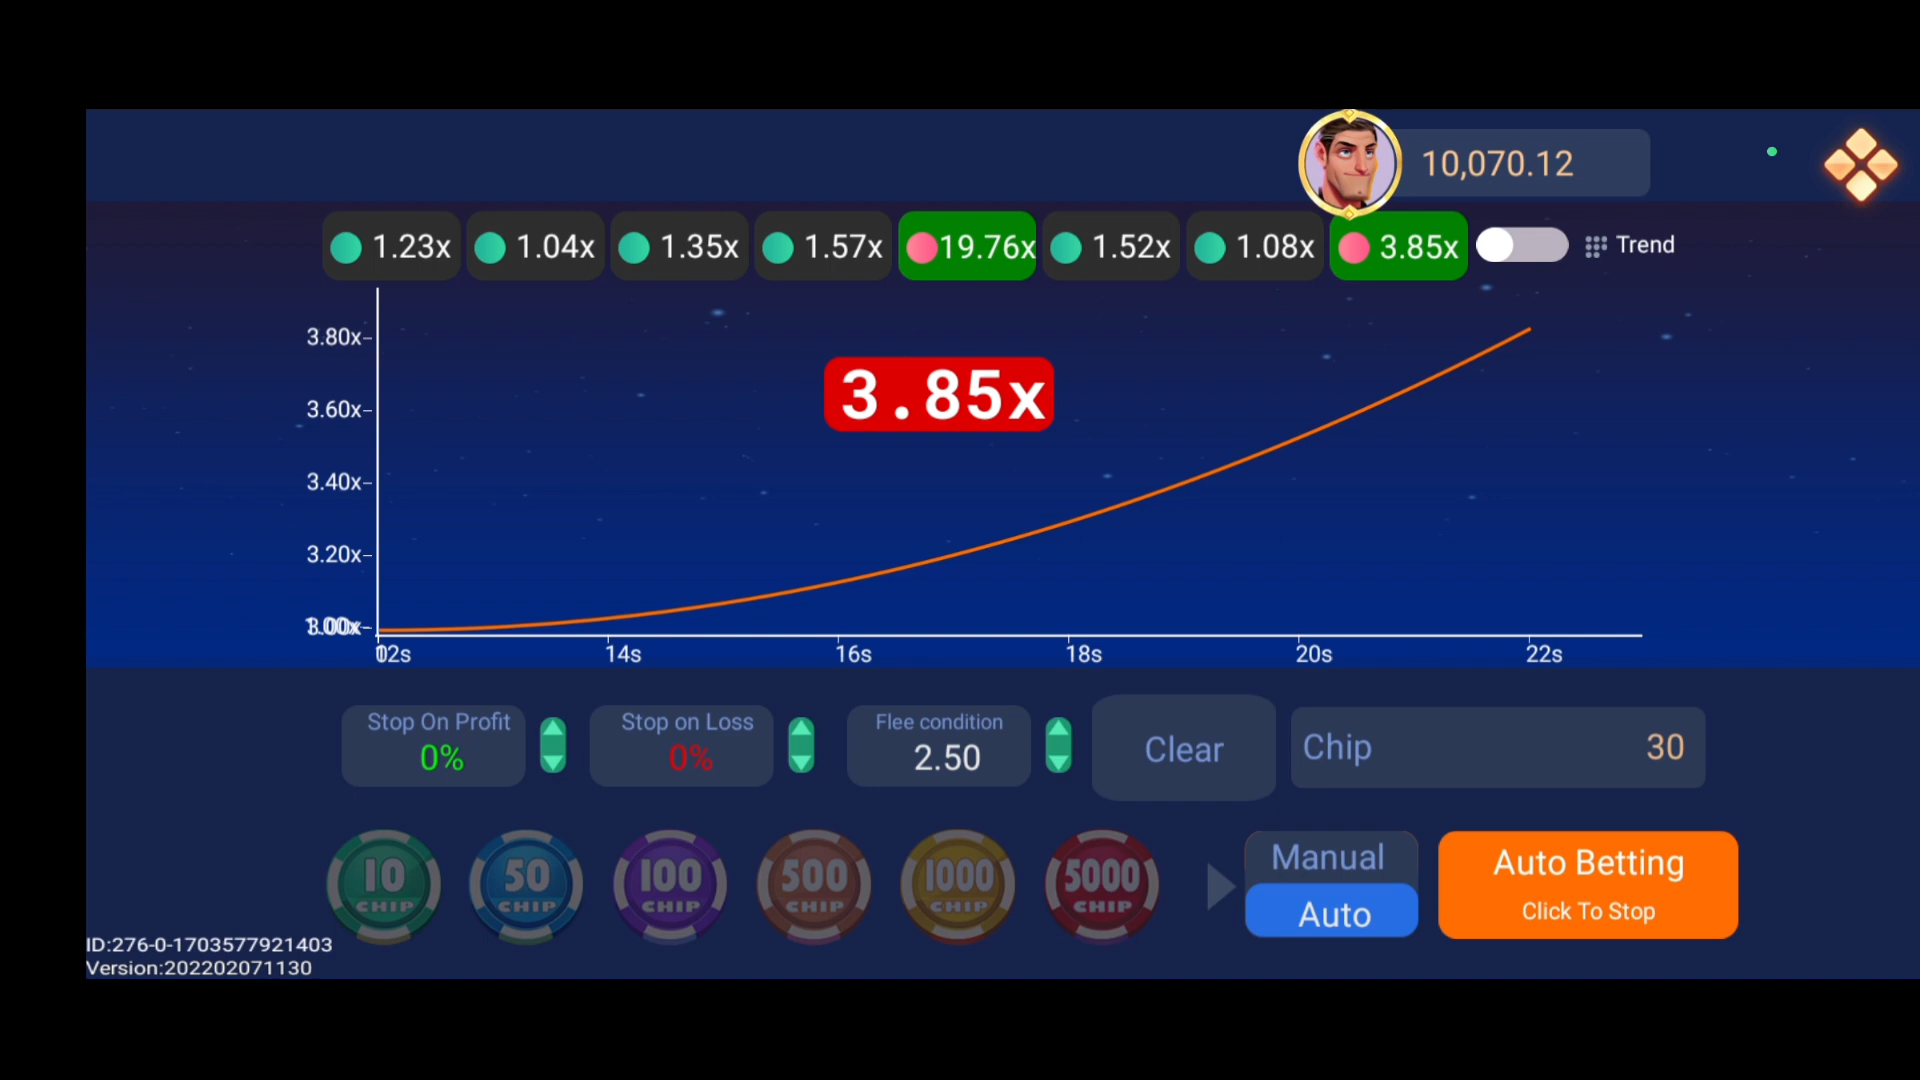 10,070.12
1.23x 1.04x 1.35x 1.57x 19.76x 1.52x 1.08x 3.85x Trend
3.85x
3.80x
3.60x
3.40x
3.20x
14s 16s 18s 20s 22s
Stop On Profit
0%
Stop on Loss
0%
Flee condition
2.50
Clear
Chip 30
10 CHIP
50 CHIP
100 CHIP
500 CHIP
1000 CHIP
5000 CHIP
Manual
Auto
Auto Betting
Click To Stop
ID:276-0-1703577921403
Version:202202071130